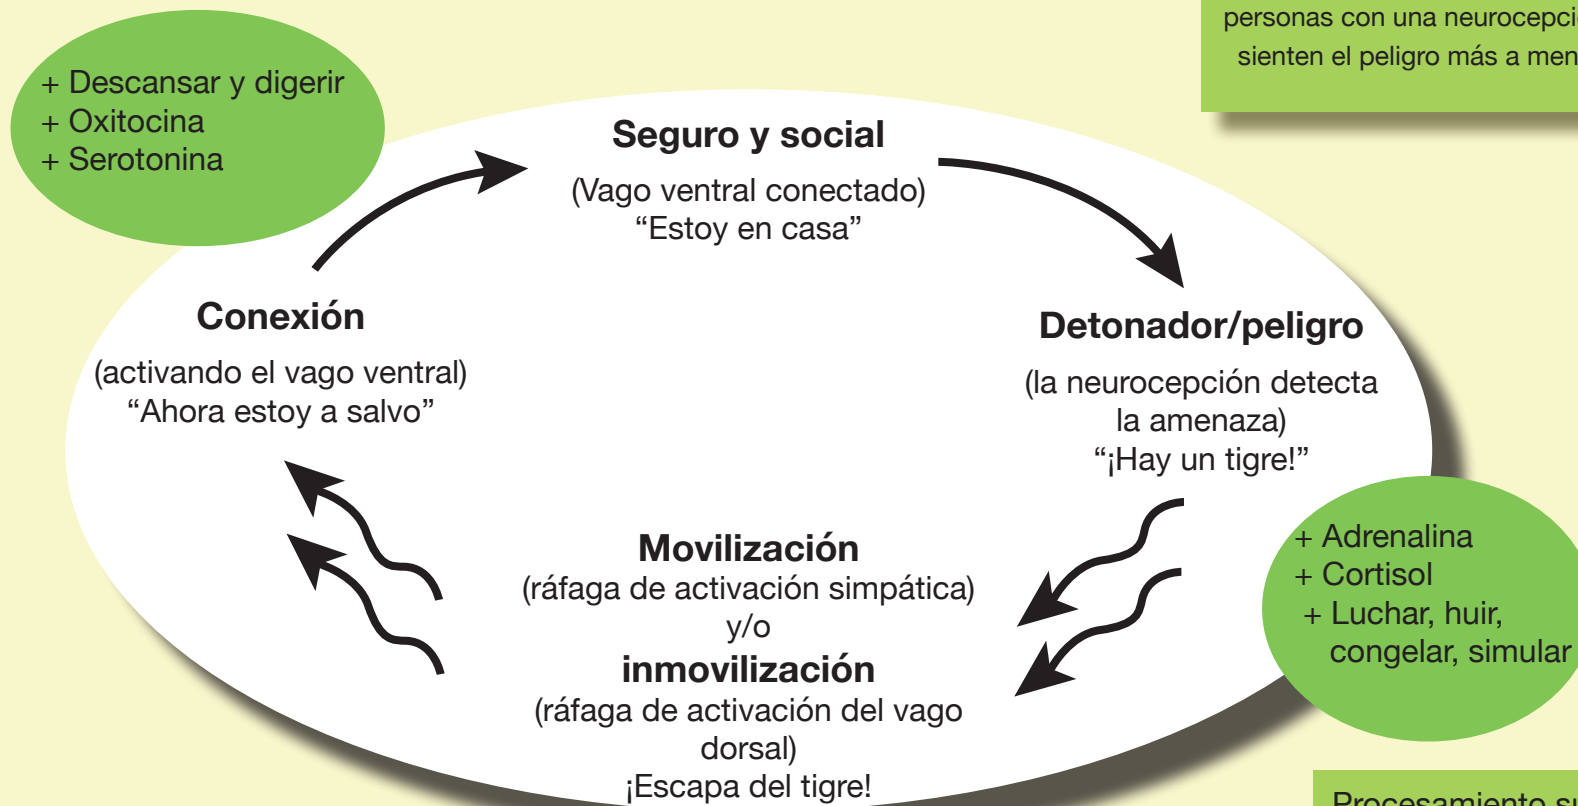 personas con una
sienten el peligro más a
+ Descansar y digerir
+ Oxitocina
+ Serotonina
Seguro y social
(Vago ventral conectado)
“Estoy en casa”
Conexión
(activando el vago ventral)
“Ahora estoy a salvo”
Detonador/peligro
(la neurocepción detecta
la amenaza)
“¡Hay un tigre!”
+ Adrenalina
+ Cortisol
+ Luchar, huir,
congelar, simular
Movilización
(ráfaga de activación simpática)
y/o
inmovilización
(ráfaga de activación del vago
dorsal)
¡Escapa del tigre!
Procesamiento